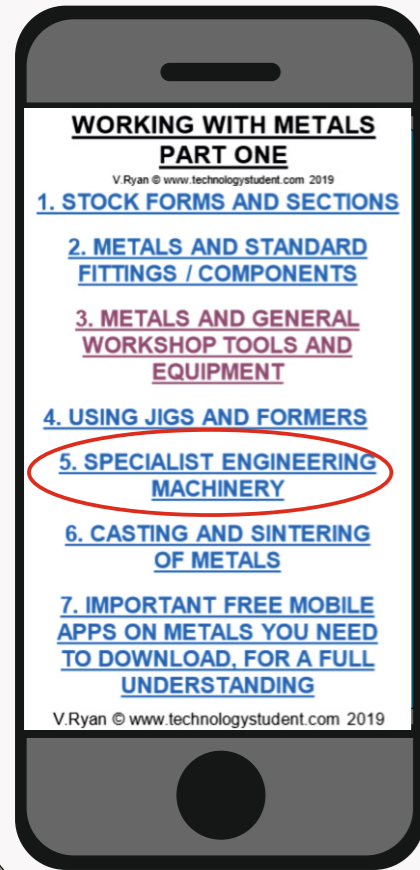 WORKING WITH METALS
PART ONE
V.Ryan © www.technologystudent.com 2019
1. STOCK FORMS AND SECTIONS
2. METALS AND STANDARD
FITTINGS / COMPONENTS
3. METALS AND GENERAL
WORKSHOP TOOLS AND
EQUIPMENT
4. USING JIGS AND FORMERS
5. SPECIALIST ENGINEERING
MACHINERY
6. CASTING AND SINTERING
OF METALS
7. IMPORTANT FREE MOBILE
APPS ON METALS YOU NEED
TO DOWNLOAD, FOR A FULL
UNDERSTANDING
V.Ryan © www.technologystudent.com 2019